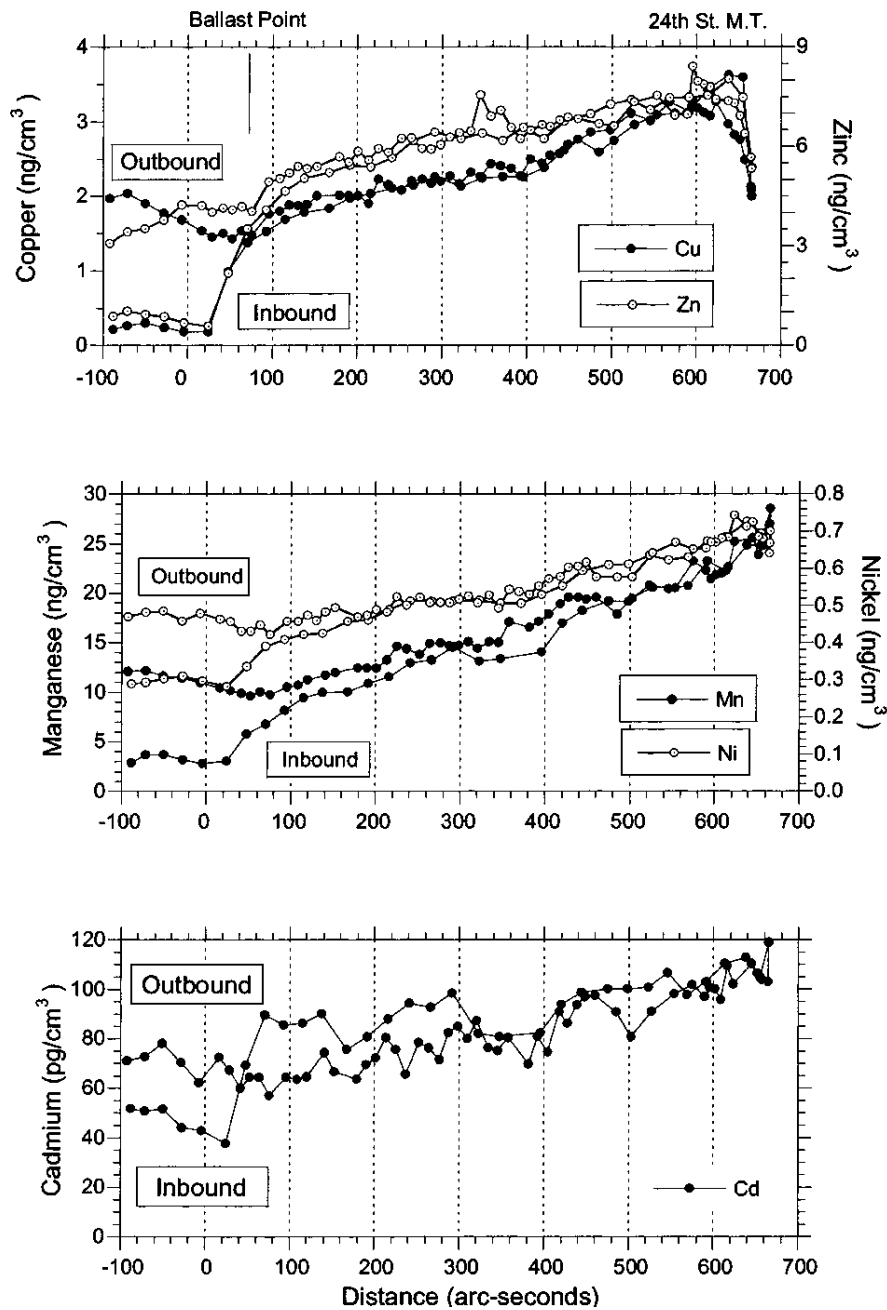 Ballast Point 24th St. M.T.
4
3
2
1
0
Copper (ng/cm3)
9
6
3
0
Zinc (ng/cm3)
Outbound
Inbound
Cu
Zn
-100 0 100 200 300 400 500 600 700
30
25
20
15
10
5
0
Manganese (ng/cm3)
0.8
0.7
0.6
0.5
0.4
0.3
0.2
0.1
0.0
Nickel (ng/cm3)
Outbound
Inbound
Mn
Ni
-100 0 100 200 300 400 500 600 700
120
100
80
60
40
20
0
Cadmium (pg/cm3)
Outbound
Inbound
Cd
-100 0 100 200 300 400 500 600 700
Distance (arc-seconds)